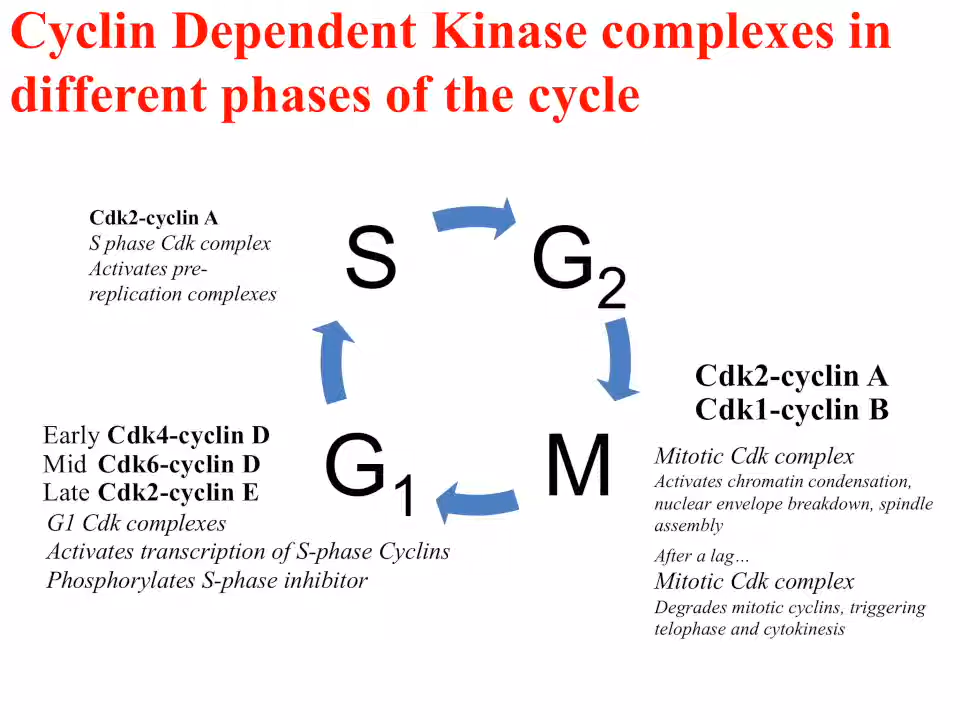 Cyclin Dependent Kinase complexes in
different phases of the cycle
Cdk2-cyclin A
S phase Cdk complex
Activates pre-
replication complexes
S
G₂
Cdk2-cyclin A
Cdk1-cyclin B
Early Cdk4-cyclin D
Mid Cdk6-cyclin D
Late Cdk2-cyclin E
G1 Cdk complexes
Activates transcription of S-phase Cyclins
Phosphorylates S-phase inhibitor
G₁
M
Mitotic Cdk complex
Activates chromatin condensation,
nuclear envelope breakdown, spindle
assembly
After a lag…
Mitotic Cdk complex
Degrades mitotic cyclins, triggering
telophase and cytokinesis